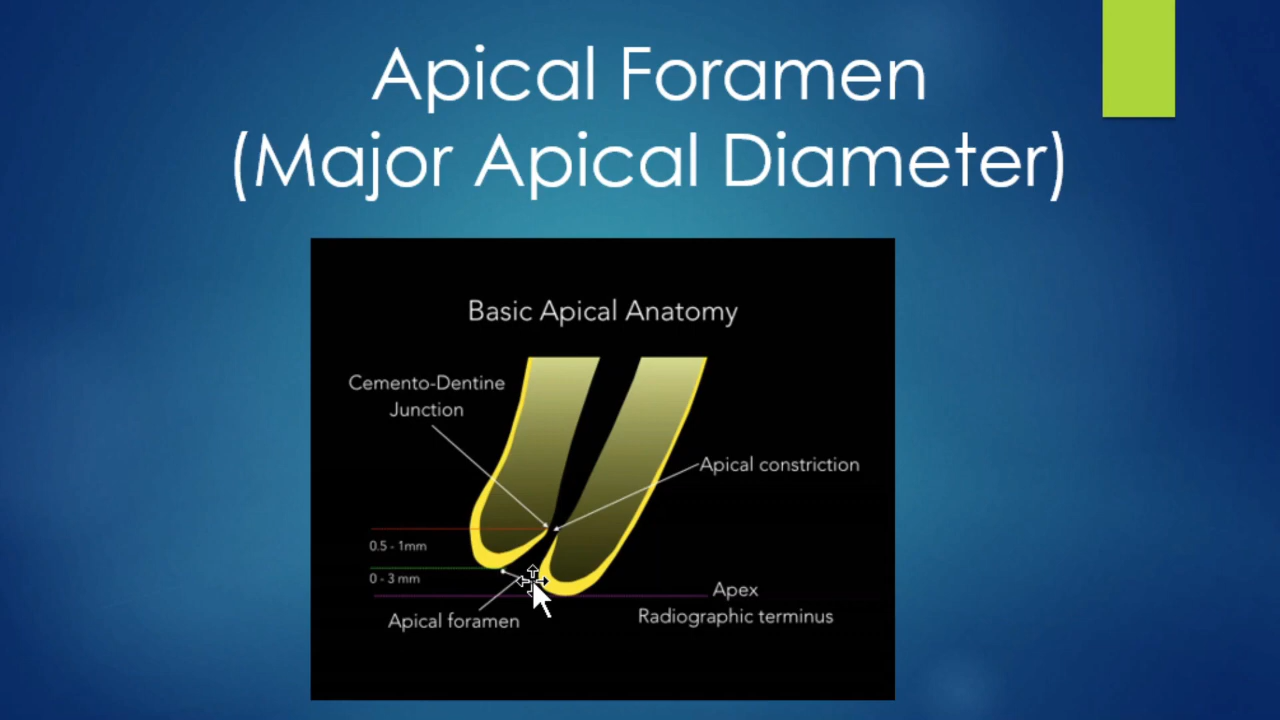 Apical Foramen
(Major Apical Diameter)
Basic Apical Anatomy
Cemento-Dentine
Junction
Apical constriction
0.5 - 1mm
0 - 3 mm
Apex
Apical foramen
Radiographic terminus